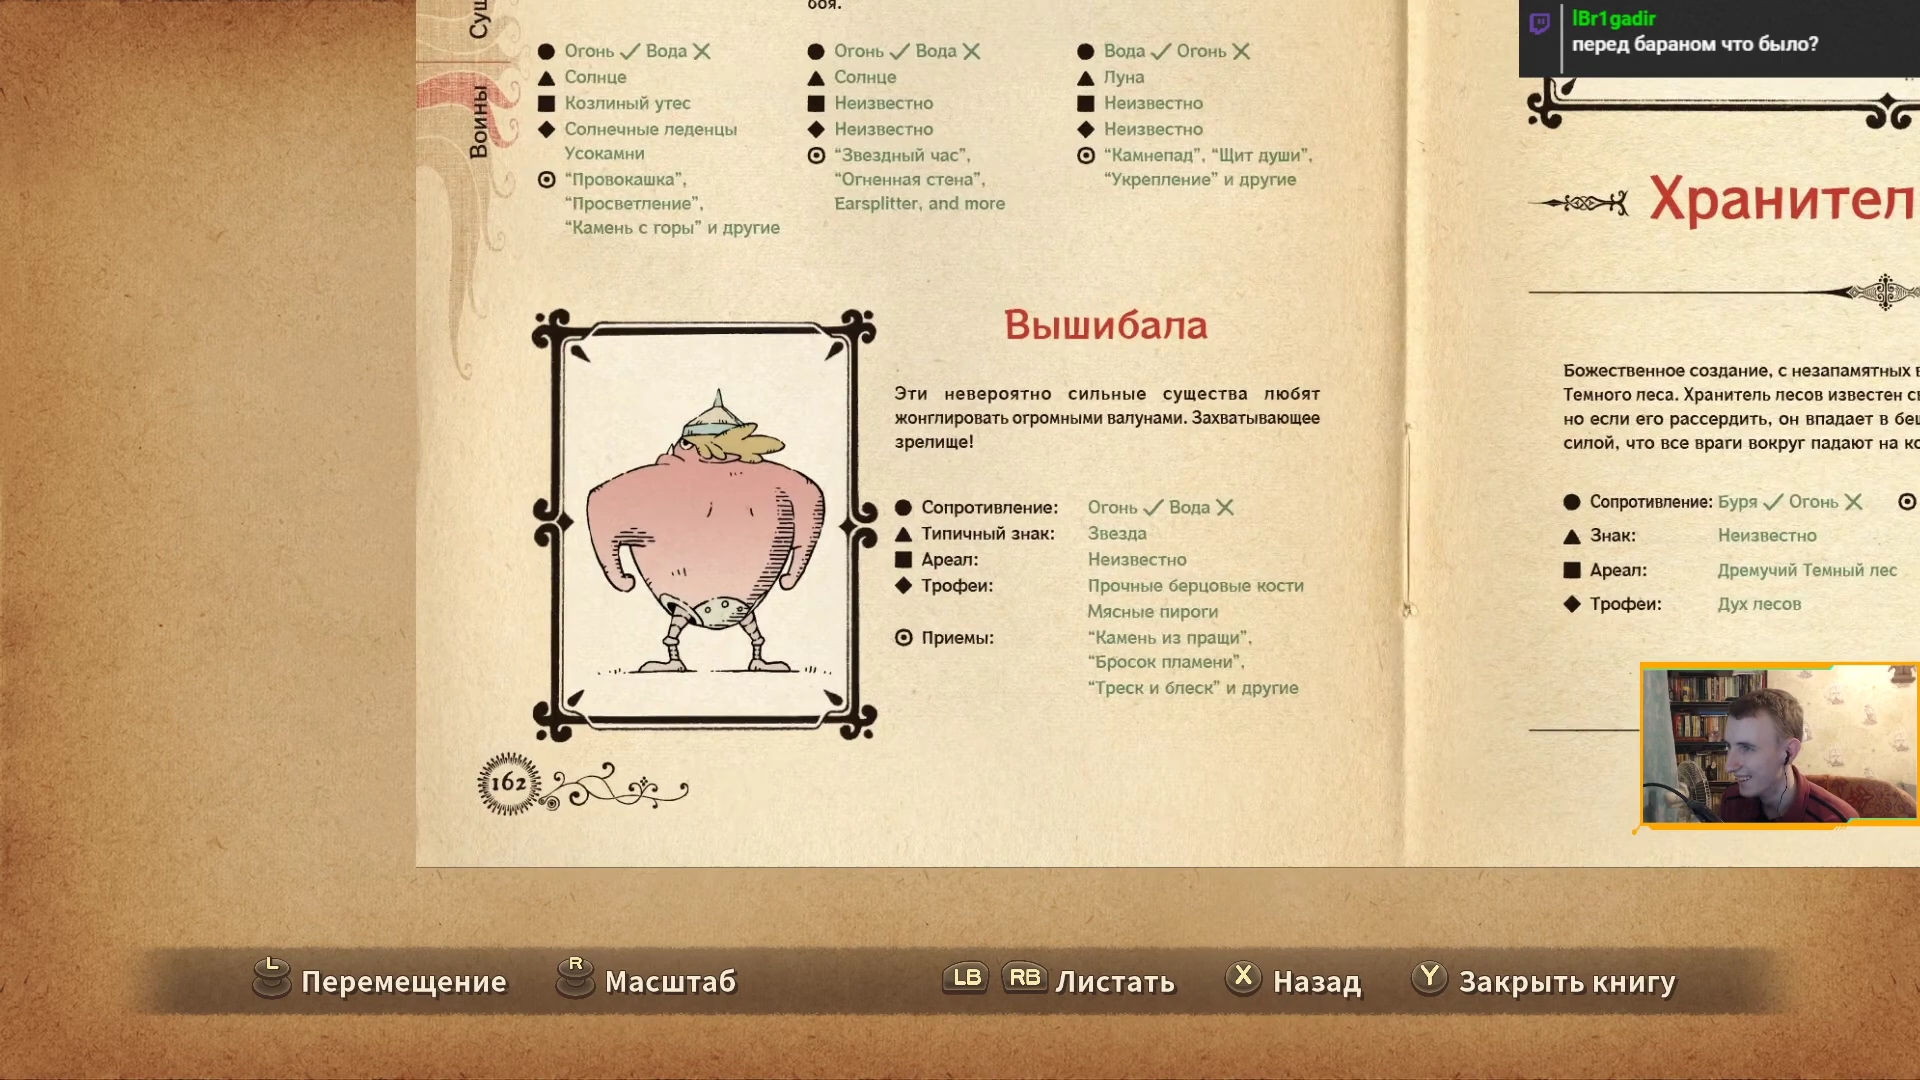 боя.
Воины
Огонь ✓ Вода ✕
Солнце
Козлиный утес
Солнечные леденцы
Усокамни
“Провокашка”,
“Просветление”,
“Камень с горы” и другие
Огонь ✓ Вода ✕
Солнце
Неизвестно
Неизвестно
“Звездный час”,
“Огненная стена”,
Earsplitter, and more
Вода ✓ Огонь ✕
Луна
Неизвестно
Неизвестно
“Камнепад”, “Щит души”,
“Укрепление” и другие
Вышибала
Эти невероятно сильные существа любят
жонглировать огромными валунами. Захватывающее
зрелище!
Сопротивление: Огонь ✓ Вода ✕
Типичный знак: Звезда
Ареал: Неизвестно
Трофеи: Прочные берцовые кости
Мясные пироги
Приемы: “Камень из пращи”,
“Бросок пламени”,
“Треск и блеск” и другие
162
lBr1gadir
перед бараном что было?
Хранител
Божественное создание, с незапамятных
Темного леса. Хранитель лесов известен
но если его рассердить, он впадает в
силой, что все враги вокруг падают на
Сопротивление: Буря ✓ Огонь ✕
Знак: Неизвестно
Ареал: Дремучий Темный лес
Трофеи: Дух лесов
L Перемещение R Масштаб LB RB Листать X Назад Y Закрыть книгу